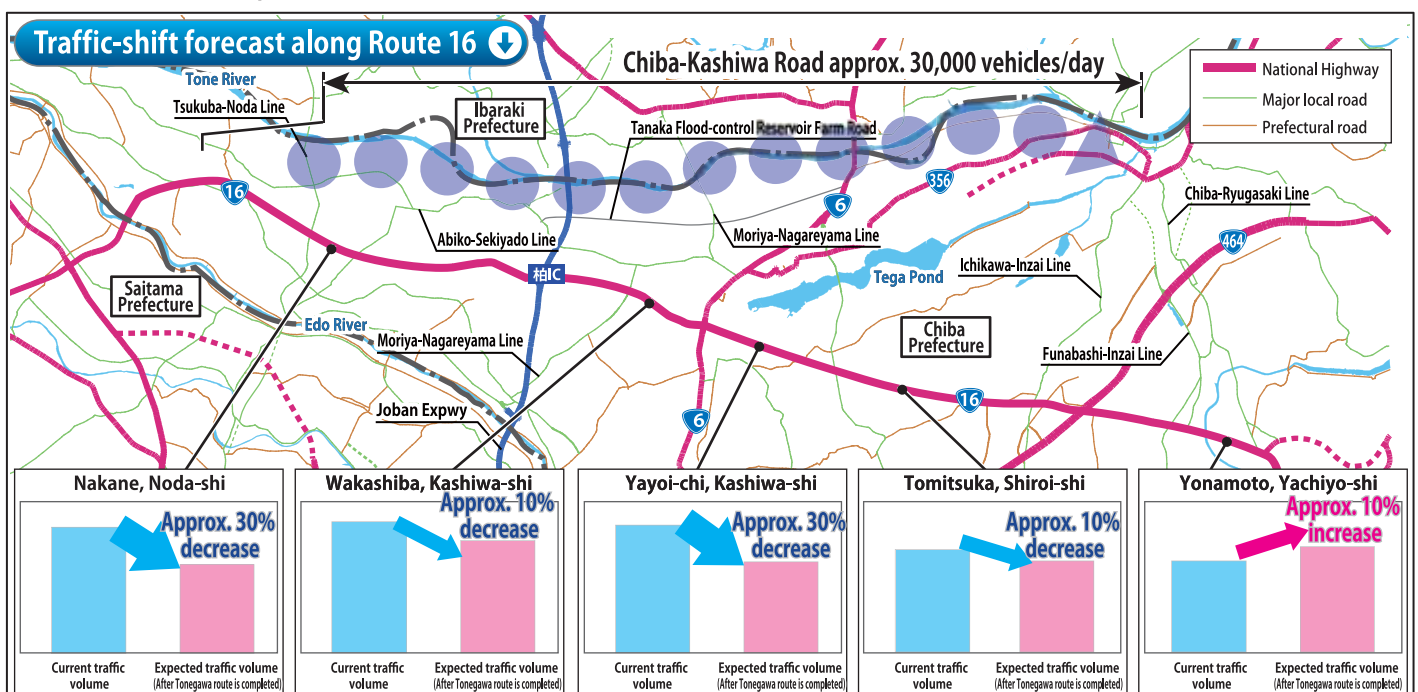 Traffic-shift forecast along Route 16
Chiba-Kashiwa Road approx. 30,000 vehicles/day
National Highway
Major local road
Prefectural road
Tone River
Tsukuba-Noda Line
Ibaraki
Prefecture
Tanaka Flood-control Reservoir Farm Road
16
356
6
Chiba-Ryugasaki Line
Abiko-Sekiyado Line
Moriya-Nagareyama Line
464
柏IC
Tega Pond
Ichikawa-Inzai Line
Saitama
Prefecture
Edo River
Moriya-Nagareyama Line
Chiba
Prefecture
Funabashi-Inzai Line
Joban Expwy
6
16
Nakane, Noda-shi
Approx. 30%
decrease
Current traffic
volume
Expected traffic volume
(After Tonegawa route is completed)
Wakashiba, Kashiwa-shi
Approx. 10%
decrease
Current traffic
volume
Expected traffic volume
(After Tonegawa route is completed)
Yayoi-chi, Kashiwa-shi
Approx. 30%
decrease
Current traffic
volume
Expected traffic volume
(After Tonegawa route is completed)
Tomitsuka, Shiroi-shi
Approx. 10%
decrease
Current traffic
volume
Expected traffic volume
(After Tonegawa route is completed)
Yonamoto, Yachiyo-shi
Approx. 10%
increase
Current traffic
volume
Expected traffic volume
(After Tonegawa route is completed)